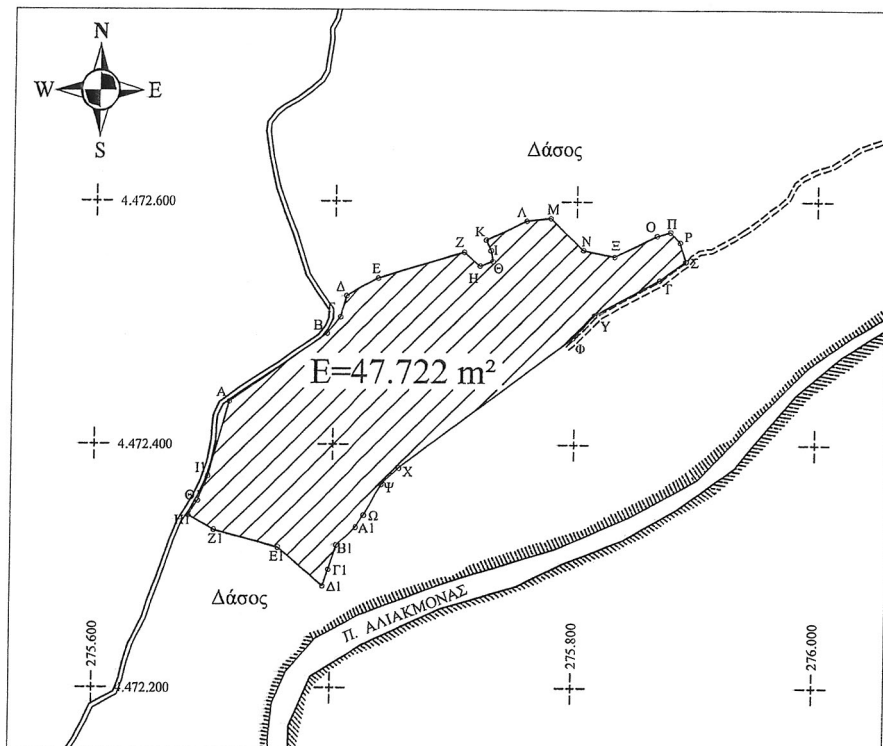 N
W E
S
Δάσος
4.472.600
Λ
Μ
Κ
Ο
Π
Ν
Ρ
Ζ
Ι
Ξ
Η
Θ
Σ
Ε
Τ
Δ
Γ
Β
Υ
Φ
E=47.722 m²
Α
4.472.400
Χ
Ι1
Ψ
Θ
Η1
Ω
Ζ1
Α1
Ε1
Β1
Γ1
Δ1
Δάσος
Π. ΑΛΙΑΚΜΟΝΑΣ
275.600
275.800
276.000
4.472.200